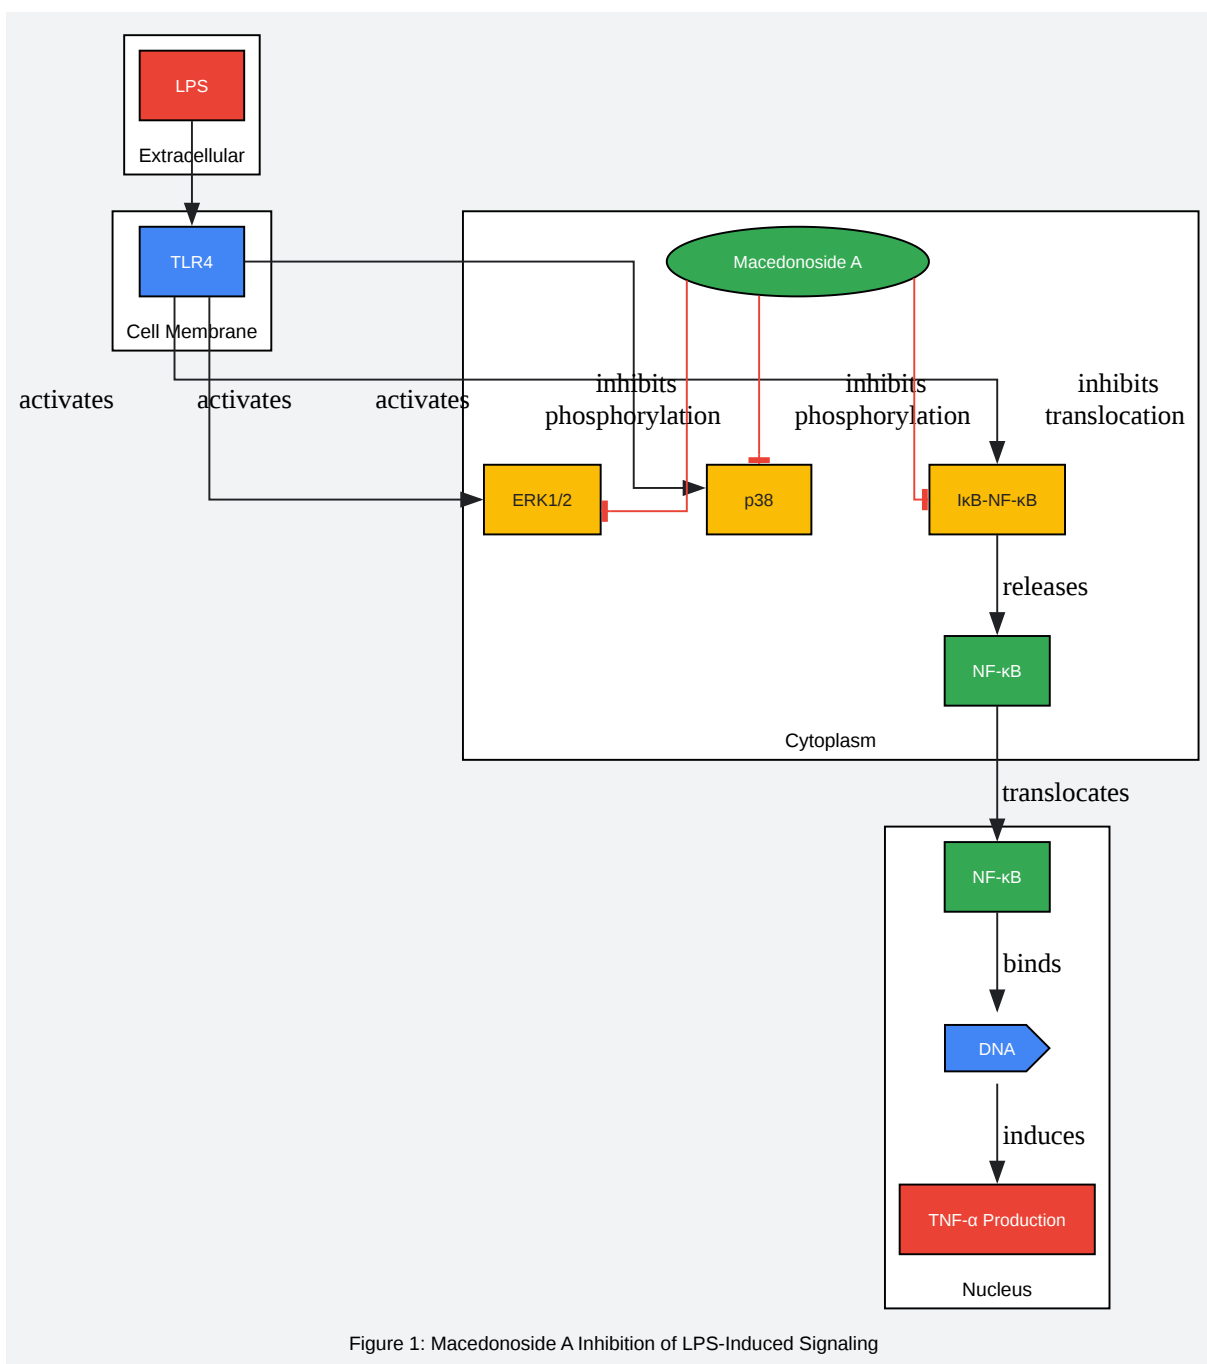 LPS
Extracellular
TLR4
Cell Membrane
Macedonoside A
activates
activates
activates
inhibits
phosphorylation
inhibits
phosphorylation
inhibits
translocation
ERK1/2
p38
IκB-NF-κB
releases
NF-κB
Cytoplasm
translocates
NF-κB
binds
DNA
induces
TNF-α Production
Nucleus
Figure 1: Macedonoside A Inhibition of LPS-Induced Signaling